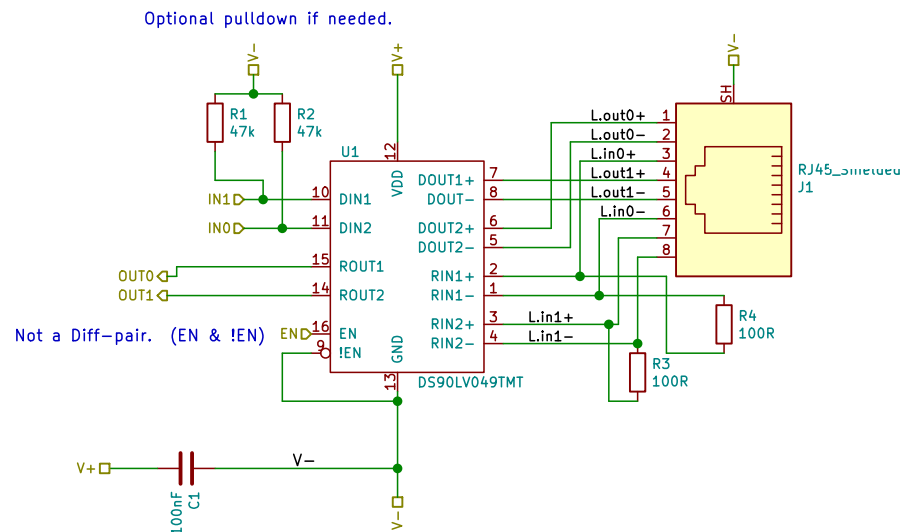 Optional pulldown if needed.
V-
V+
V-
SH
R1
47k
R2
47k
U1
12
VDD
L.out0+
1
L.out0-
2
L.in0+
3
L.out1+
4
L.out1-
5
L.in0-
6
7
8
RJ45_Shielded
J1
IN1
10
DIN1
IN0
11
DIN2
OUT0
15
ROUT1
OUT1
14
ROUT2
EN
16
EN
9
!EN
DOUT1+
7
DOUT-
8
DOUT2+
6
DOUT2-
5
RIN1+
2
RIN1-
1
RIN2+
3
L.in1+
RIN2-
4
L.in1-
GND
13
DS90LV049TMT
R4
100R
R3
100R
Not a Diff-pair. (EN & !EN)
V+
V-
100nF
C1
V-